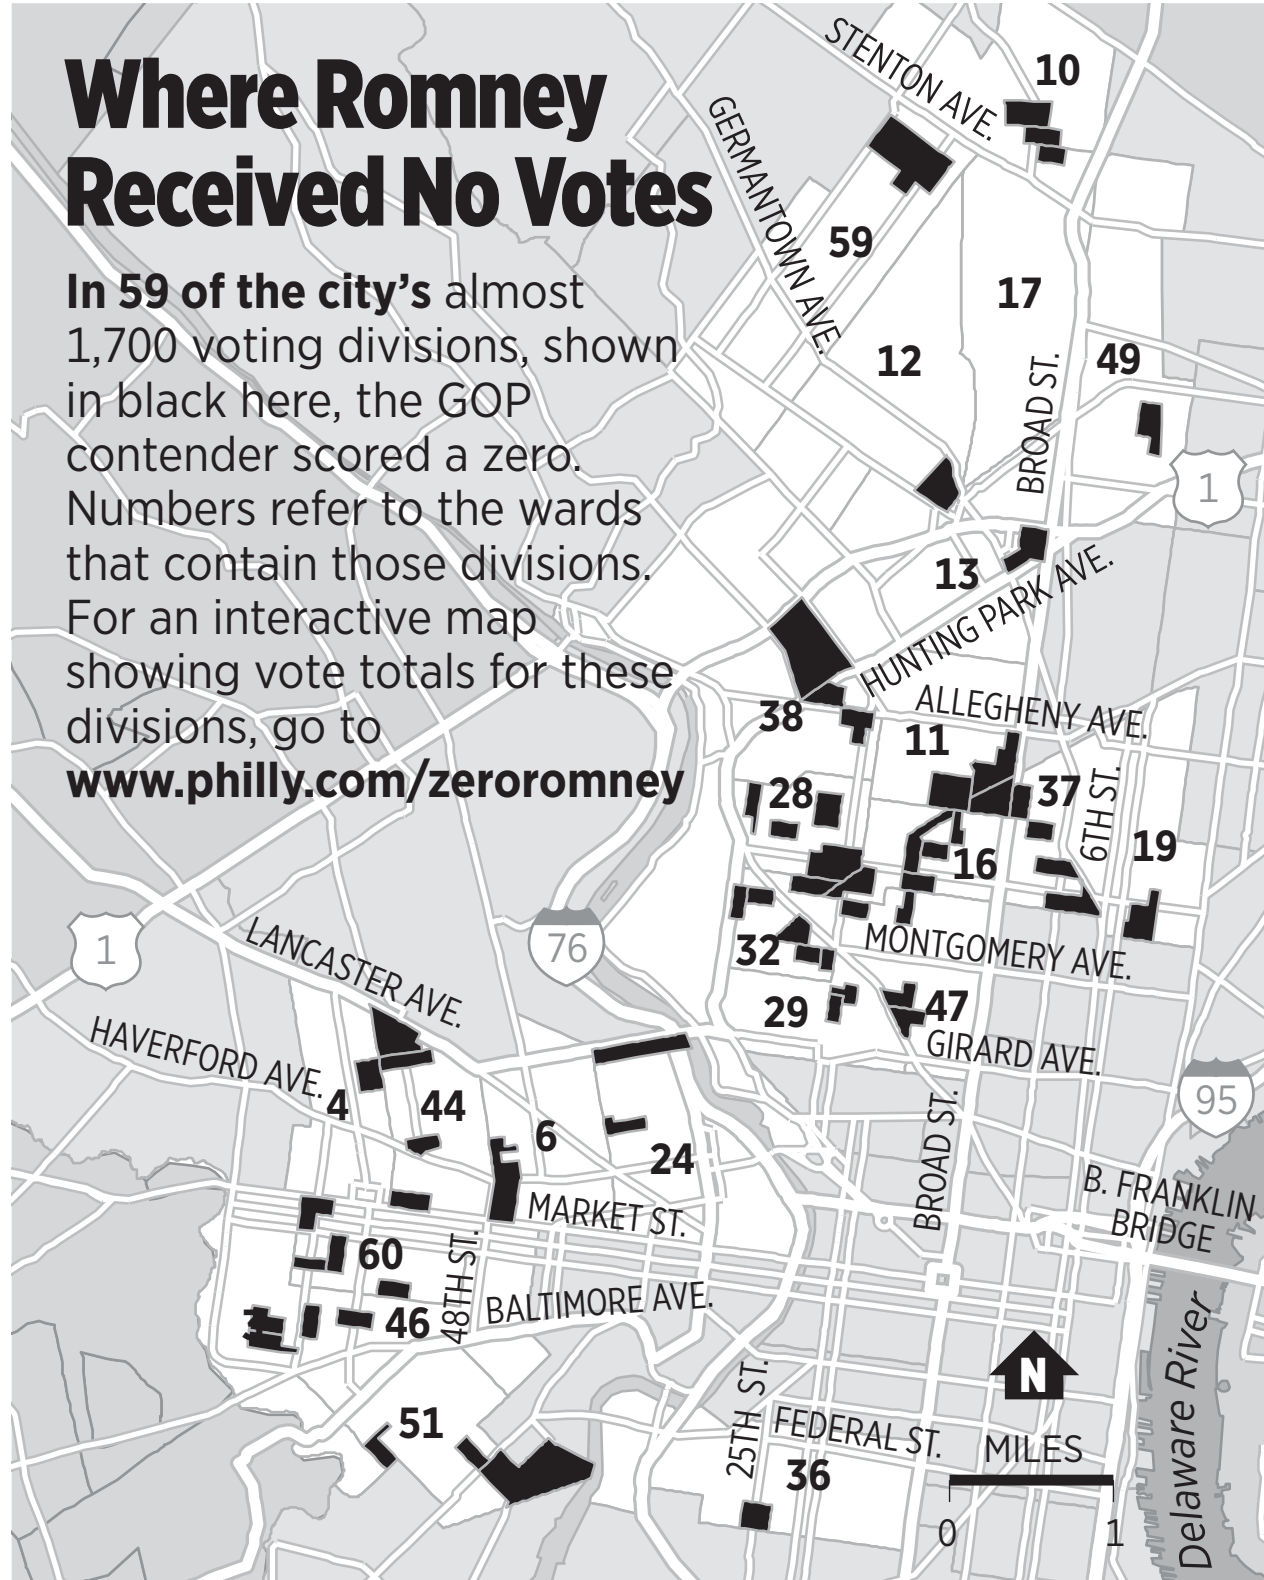 Where Romney
Received No Votes
In 59 of the city's almost
1,700 voting divisions, shown
in black here, the GOP
contender scored a zero.
Numbers refer to the wards
that contain those divisions.
For an interactive map
showing vote totals for these
divisions, go to
www.philly.com/zeroromney
STENTON AVE.
10
GERMANTOWN AVE.
59
17
12
49
BROAD ST.
1
13
HUNTING PARK AVE.
38
ALLEGHENY AVE.
11
28
37
6TH ST.
19
16
32
MONTGOMERY AVE.
29
47
GIRARD AVE.
1
76
LANCASTER AVE.
HAVERFORD AVE.
4
44
6
24
95
BROAD ST.
MARKET ST.
B. FRANKLIN
BRIDGE
60
48TH ST.
BALTIMORE AVE.
3
46
N
Delaware River
51
25TH ST.
FEDERAL ST.
36
MILES
0
1